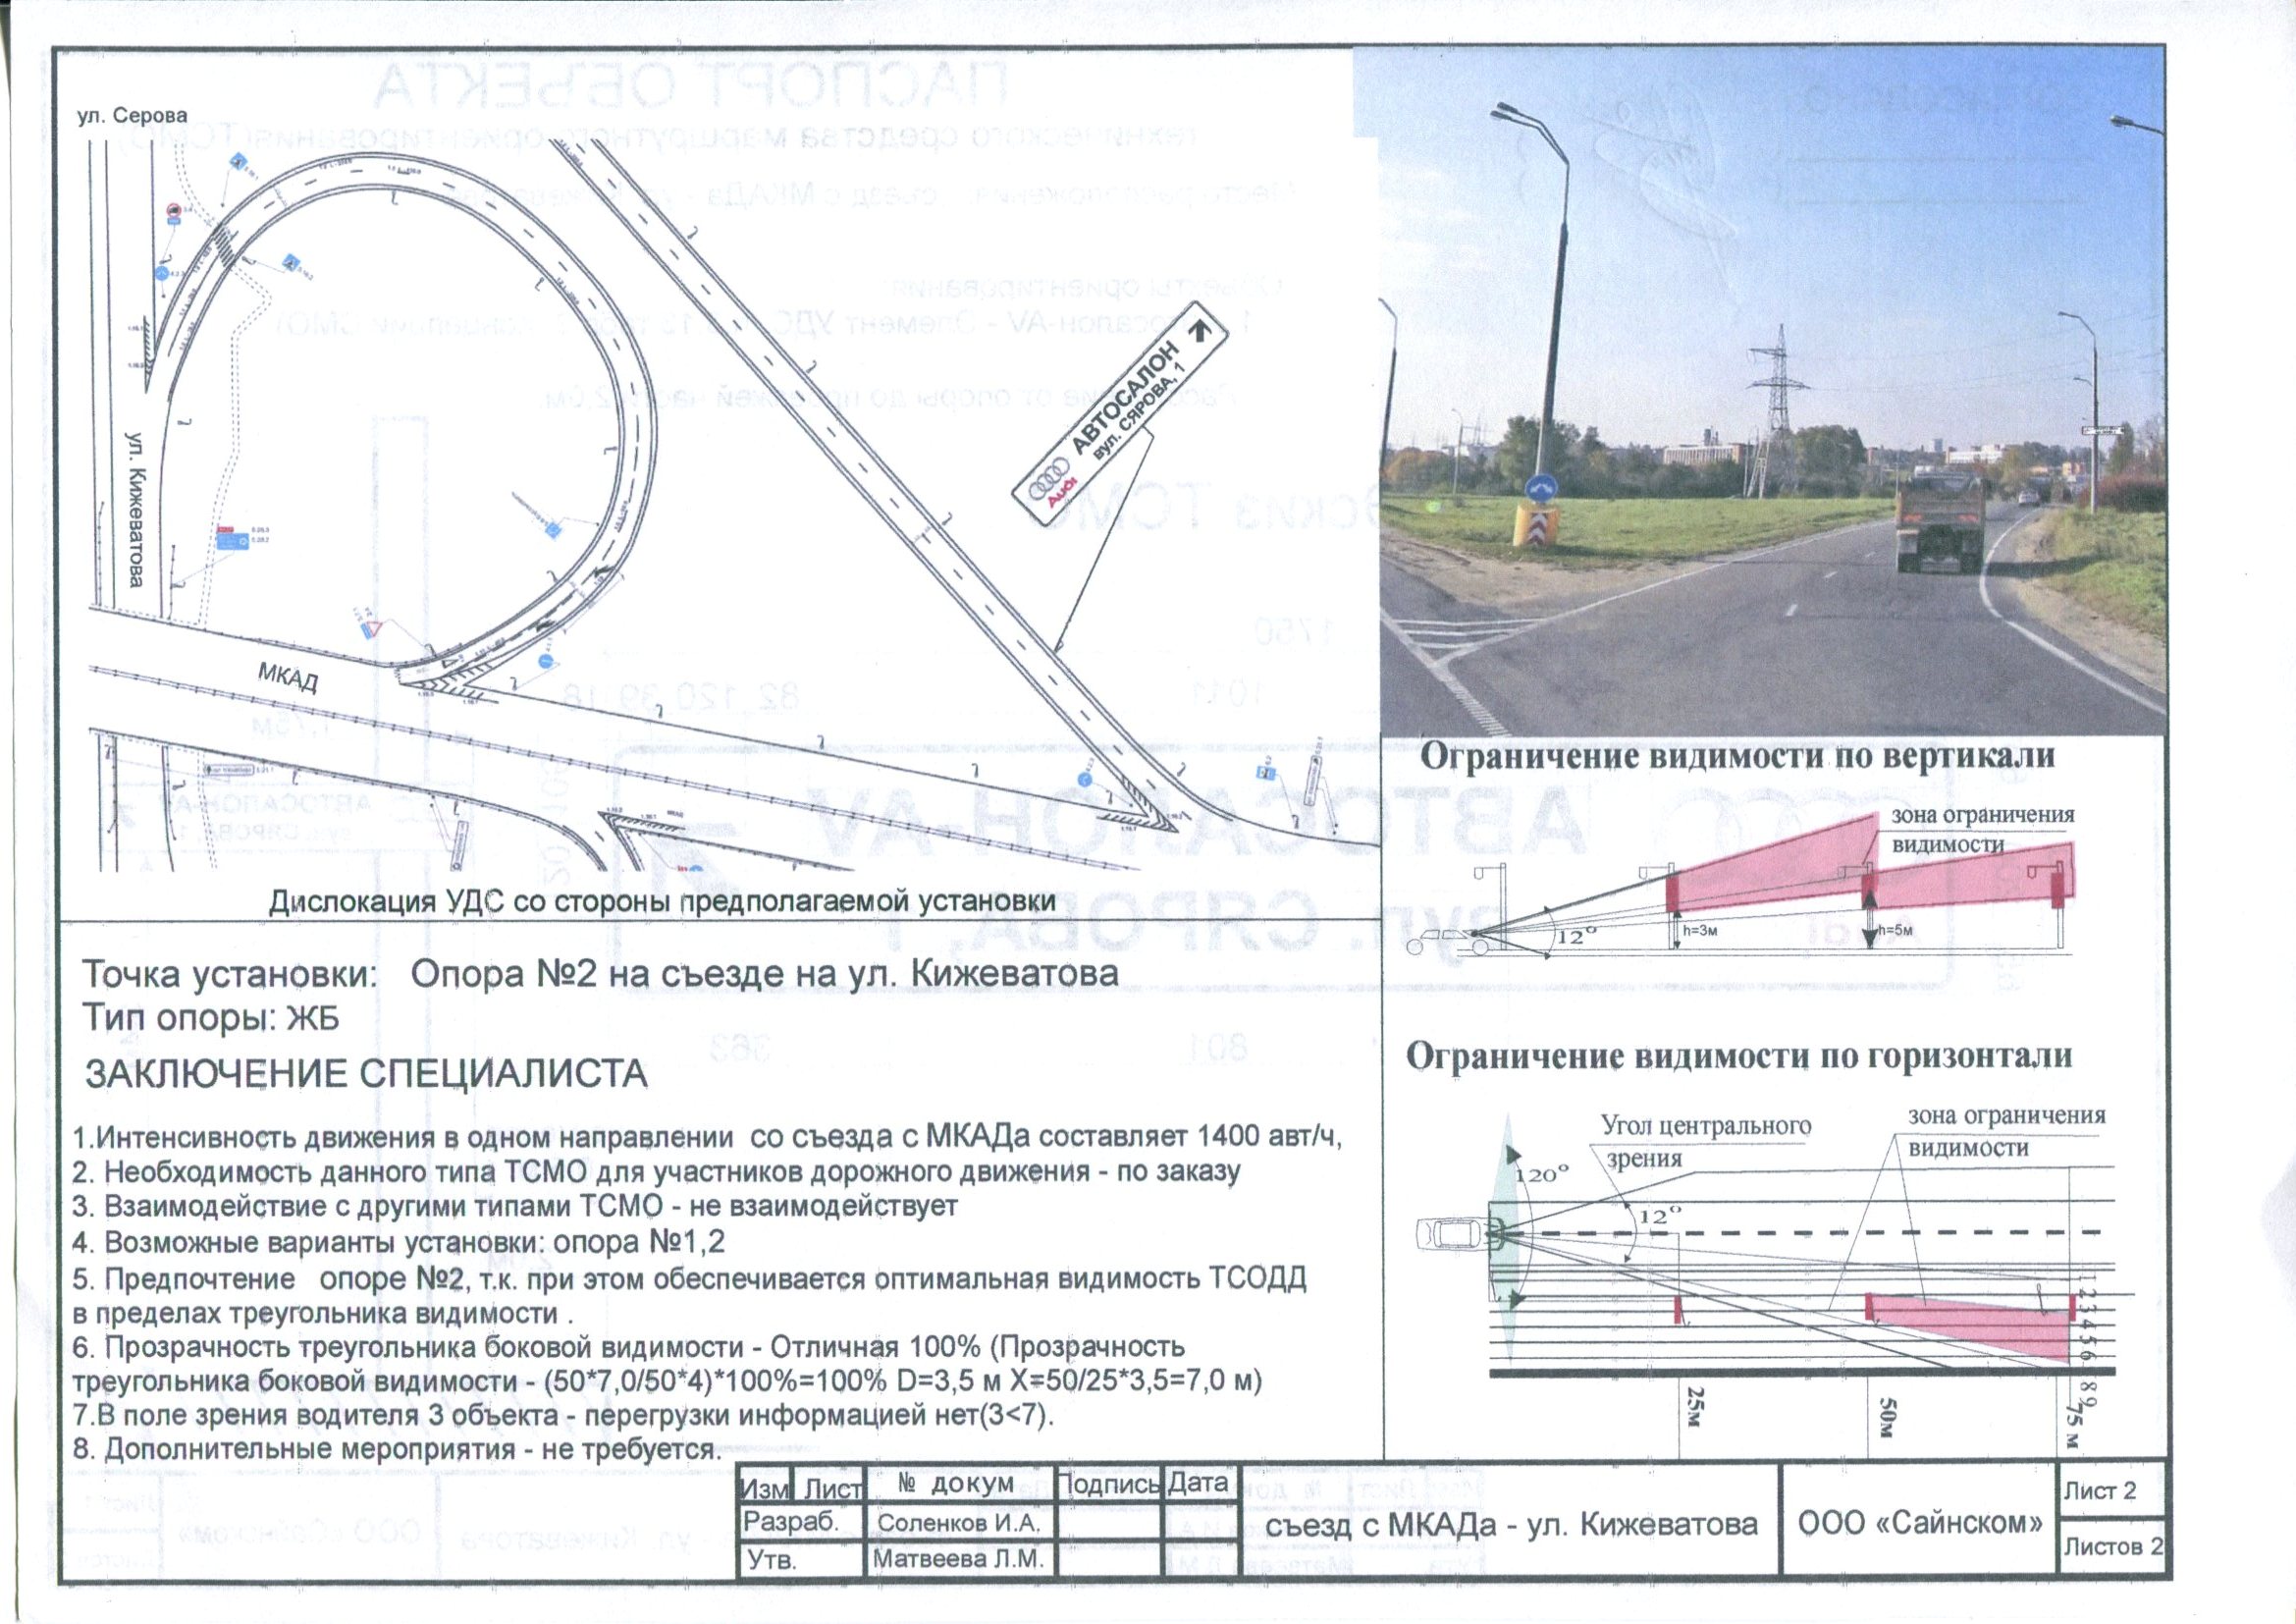 ул. Серова
ул. Кижеватова
МКАД
Audi
АВТОСАЛОН
вул. СЯРОВА, 1
Дислокация УДС со стороны предполагаемой установки
Точка установки: Опора №2 на съезде на ул. Кижеватова
Тип опоры: ЖБ
ЗАКЛЮЧЕНИЕ СПЕЦИАЛИСТА
1.Интенсивность движения в одном направлении со съезда с МКАДа составляет 1400 авт/ч,
2. Необходимость данного типа ТСМО для участников дорожного движения - по заказу
3. Взаимодействие с другими типами ТСМО - не взаимодействует
4. Возможные варианты установки: опора №1,2
5. Предпочтение опоре №2, т.к. при этом обеспечивается оптимальная видимость ТСОДД
в пределах треугольника видимости .
6. Прозрачность треугольника боковой видимости - Отличная 100% (Прозрачность
треугольника боковой видимости - (50*7,0/50*4)*100%=100% D=3,5 м X=50/25*3,5=7,0 м)
7.В поле зрения водителя 3 объекта - перегрузки информацией нет(3<7).
8. Дополнительные мероприятия - не требуется.
Ограничение видимости по вертикали
зона ограничения
видимости
12°
h=3м
h=5м
Ограничение видимости по горизонтали
Угол центрального
зрения
зона ограничения
видимости
120°
12°
1 2 3 4 5 6 8 9
25м
50м
75 м
Изм Лист № докум Подпись Дата
Разраб. Соленков И.А.
Утв. Матвеева Л.М.
съезд с МКАДа - ул. Кижеватова
ООО «Сайнском»
Лист 2
Листов 2